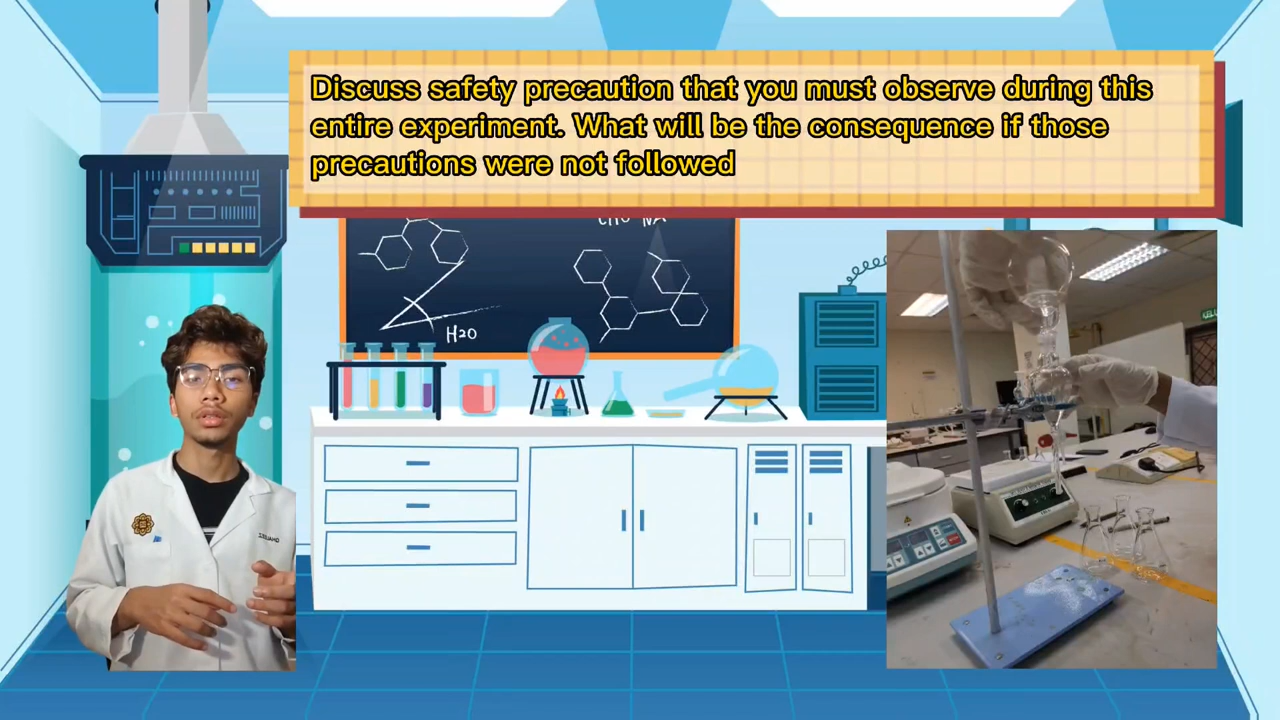 Discuss safety precaution that you must observe during this
entire experiment. What will be the consequence if those
precautions were not followed
H2O